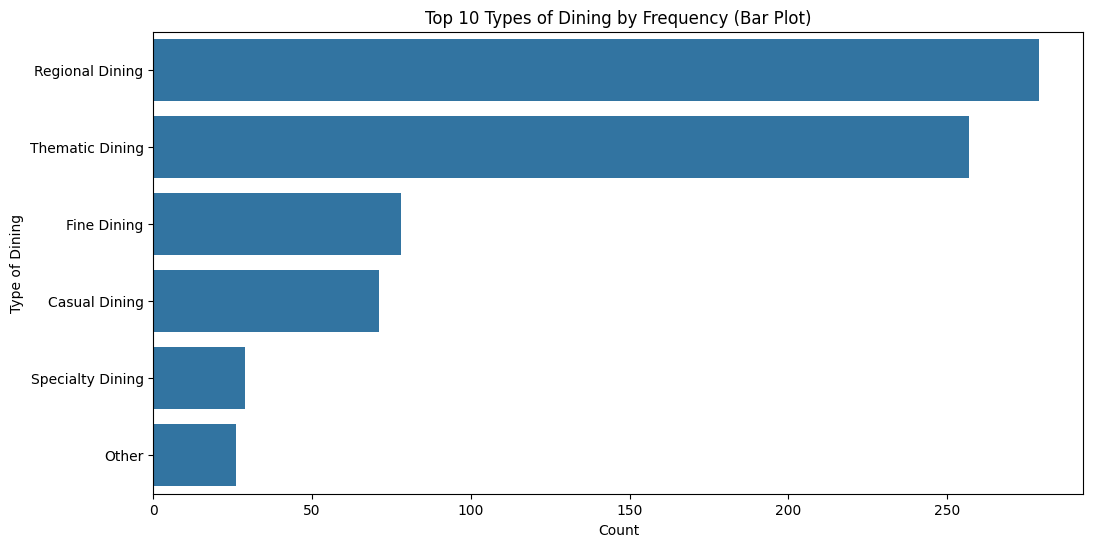 Top 10 Types of Dining by Frequency (Bar Plot)
Type of Dining
Regional Dining
Thematic Dining
Fine Dining
Casual Dining
Specialty Dining
Other
0 50 100 150 200 250
Count